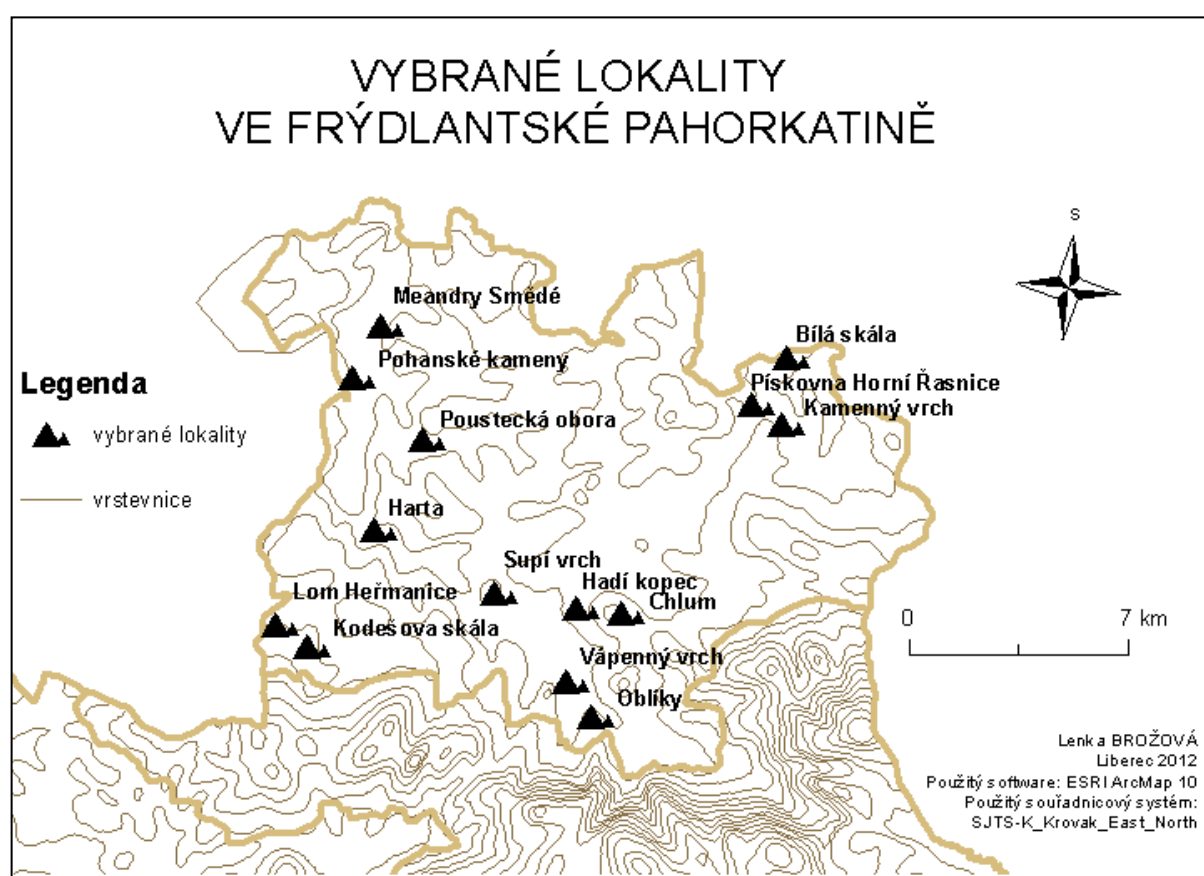 VYBRANÉ LOKALITY
VE FRÝDLANTSKÉ PAHORKATINĚ
S
Meandry Smědé
Bílá skála
Pohanské kameny
Pískovna Horní Řasnice
Legenda
Kamenný vrch
Poustecká obora
vybrané lokality
vrstevnice
Harta
Supí vrch
Hadí kopec
Lom Heřmanice
Chlum
Kodešova skála
0 7 km
Vápenný vrch
Oblíky
Lenka BROŽOVÁ
Liberec 2012
Použitý software: ESRI ArcMap 10
Použitý souřadnicový systém:
SJTS-K_Krovak_East_North